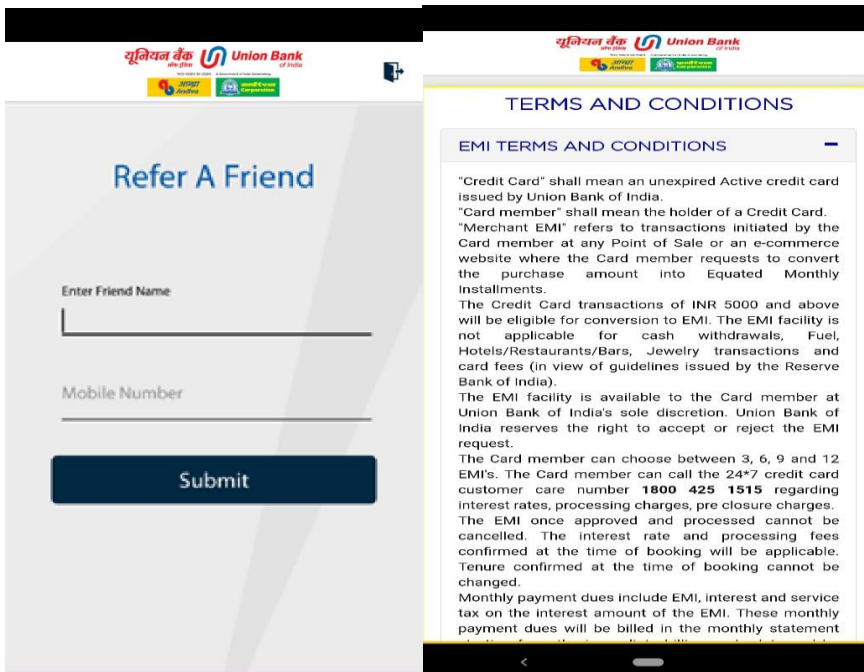 यूनियन बैंक Union Bank
ऑफ इंडिया of India
आन्ध्रा Andhra Corporation
Refer A Friend
Enter Friend Name
Mobile Number
Submit
यूनियन बैंक Union Bank
ऑफ इंडिया of India
आन्ध्रा Andhra Corporation
TERMS AND CONDITIONS
EMI TERMS AND CONDITIONS
"Credit Card" shall mean an unexpired Active credit card
issued by Union Bank of India.
"Card member" shall mean the holder of a Credit Card.
"Merchant EMI" refers to transactions initiated by the
Card member at any Point of Sale or an e-commerce
website where the Card member requests to convert
the purchase amount into Equated Monthly
Installments.
The Credit Card transactions of INR 5000 and above
will be eligible for conversion to EMI. The EMI facility is
not applicable for cash withdrawals, Fuel,
Hotels/Restaurants/Bars, Jewelry transactions and
card fees (in view of guidelines issued by the Reserve
Bank of India).
The EMI facility is available to the Card member at
Union Bank of India's sole discretion. Union Bank of
India reserves the right to accept or reject the EMI
request.
The Card member can choose between 3, 6, 9 and 12
EMI's. The Card member can call the 24*7 credit card
customer care number 1800 425 1515 regarding
interest rates, processing charges, pre closure charges.
The EMI once approved and processed cannot be
cancelled. The interest rate and processing fees
confirmed at the time of booking will be applicable.
Tenure confirmed at the time of booking cannot be
changed.
Monthly payment dues include EMI, interest and service
tax on the interest amount of the EMI. These monthly
payment dues will be billed in the monthly statement